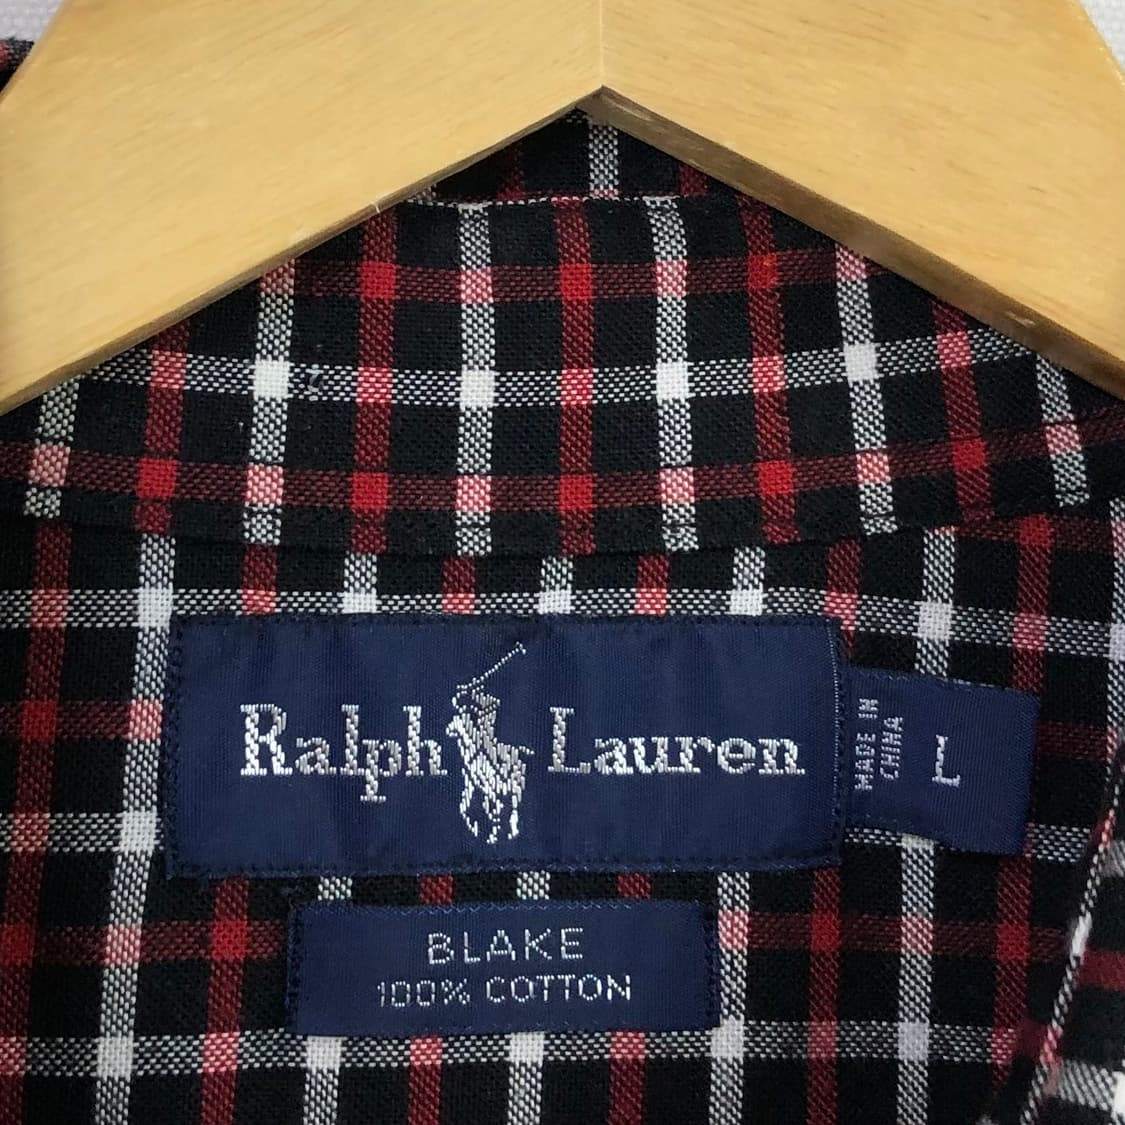 Ralph Lauren
MADE IN
CHINA
L
BLAKE
100% COTTON